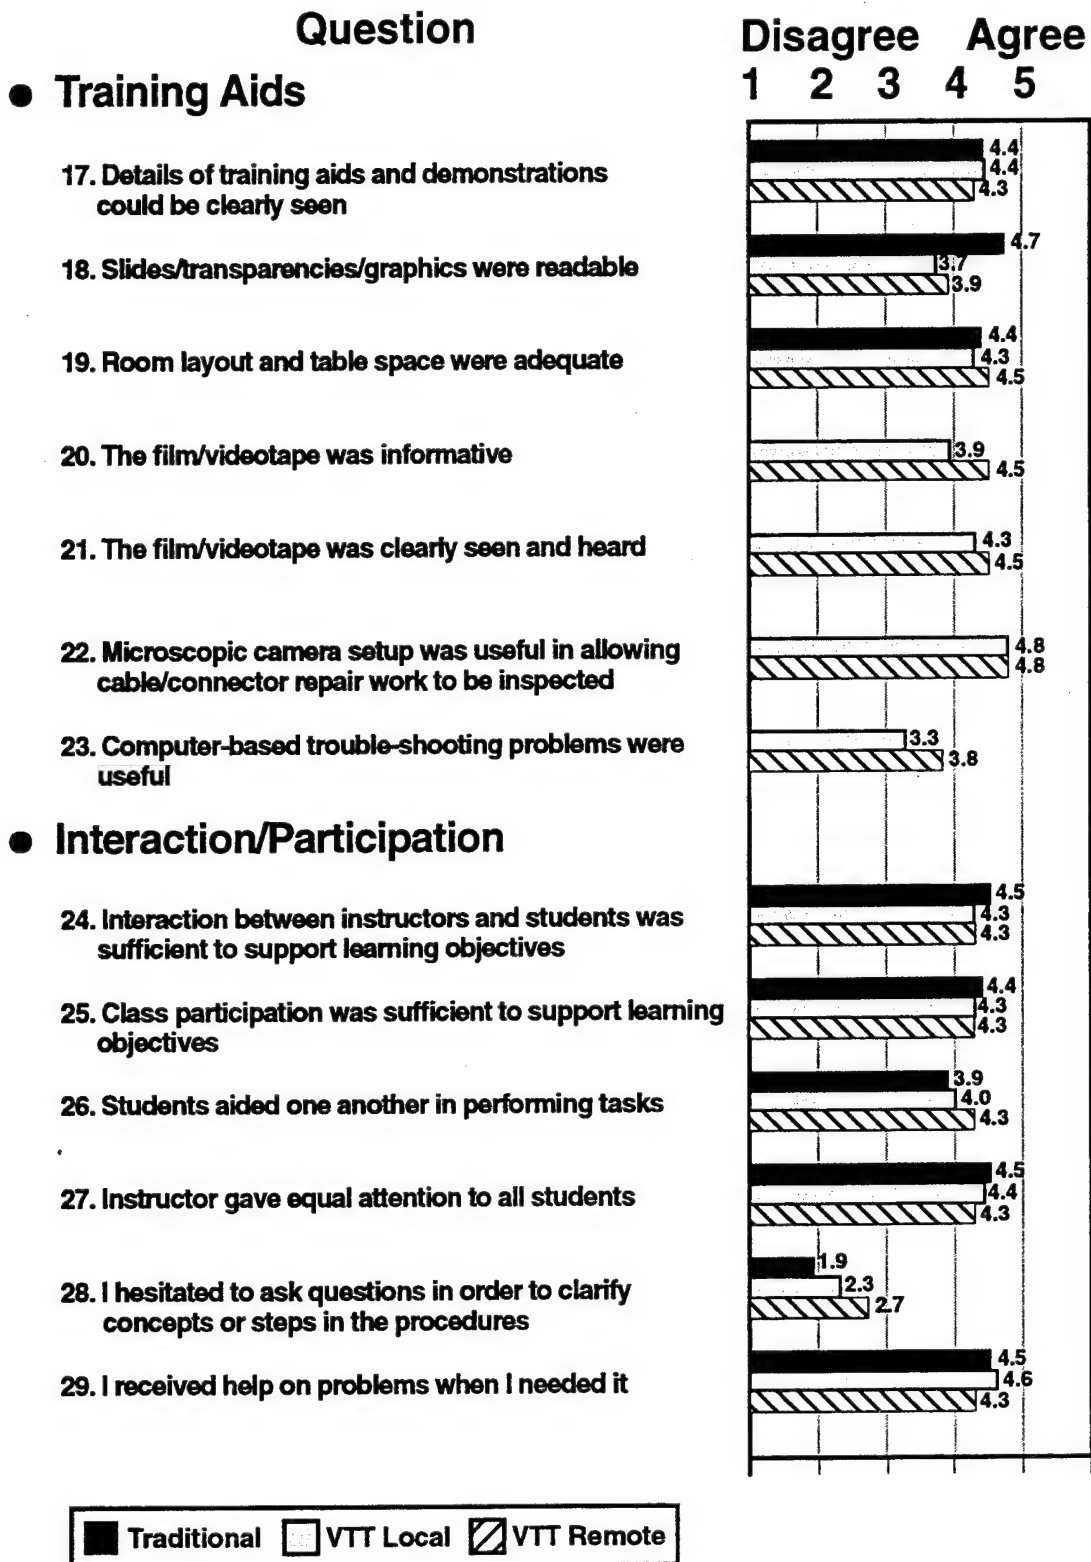 Question
Disagree Agree
1 2 3 4 5
● Training Aids
17. Details of training aids and demonstrations
could be clearly seen
4.4
4.4
4.3
18. Slides/transparencies/graphics were readable
4.7
3.7
3.9
19. Room layout and table space were adequate
4.4
4.3
4.5
20. The film/videotape was informative
3.9
4.5
21. The film/videotape was clearly seen and heard
4.3
4.5
22. Microscopic camera setup was useful in allowing
cable/connector repair work to be inspected
4.8
4.8
23. Computer-based trouble-shooting problems were
useful
3.3
3.8
● Interaction/Participation
24. Interaction between instructors and students was
sufficient to support learning objectives
4.5
4.3
4.3
25. Class participation was sufficient to support learning
objectives
4.4
4.3
4.3
26. Students aided one another in performing tasks
3.9
4.0
4.3
27. Instructor gave equal attention to all students
4.5
4.4
4.3
28. I hesitated to ask questions in order to clarify
concepts or steps in the procedures
1.9
2.3
2.7
29. I received help on problems when I needed it
4.5
4.6
4.3
Traditional VTT Local VTT Remote